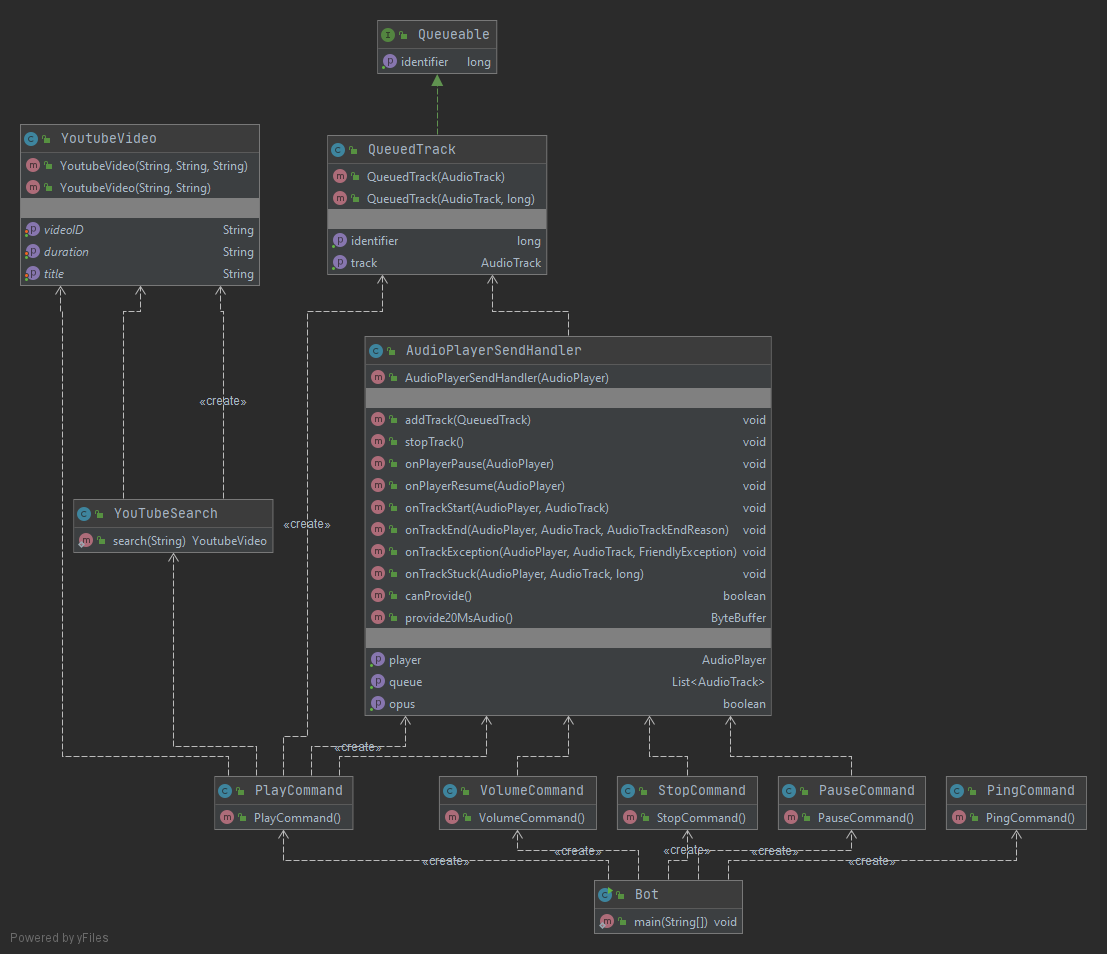 Queueable
identifier long
YoutubeVideo
YoutubeVideo(String, String, String)
YoutubeVideo(String, String)
videoID String
duration String
title String
QueuedTrack
QueuedTrack(AudioTrack)
QueuedTrack(AudioTrack, long)
identifier long
track AudioTrack
AudioPlayerSendHandler
AudioPlayerSendHandler(AudioPlayer)
addTrack(QueuedTrack) void
stopTrack() void
onPlayerPause(AudioPlayer) void
onPlayerResume(AudioPlayer) void
onTrackStart(AudioPlayer, AudioTrack) void
onTrackEnd(AudioPlayer, AudioTrack, AudioTrackEndReason) void
onTrackException(AudioPlayer, AudioTrack, FriendlyException) void
onTrackStuck(AudioPlayer, AudioTrack, long) void
canProvide() boolean
provide20MsAudio() ByteBuffer
player AudioPlayer
queue List<AudioTrack>
opus boolean
«create»
YouTubeSearch
search(String) YoutubeVideo
«create»
«create»
PlayCommand
PlayCommand()
VolumeCommand
VolumeCommand()
StopCommand
StopCommand()
PauseCommand
PauseCommand()
PingCommand
PingCommand()
«create»
«create»
«create»
«create»
«create»
Bot
main(String[]) void
Powered by yFiles